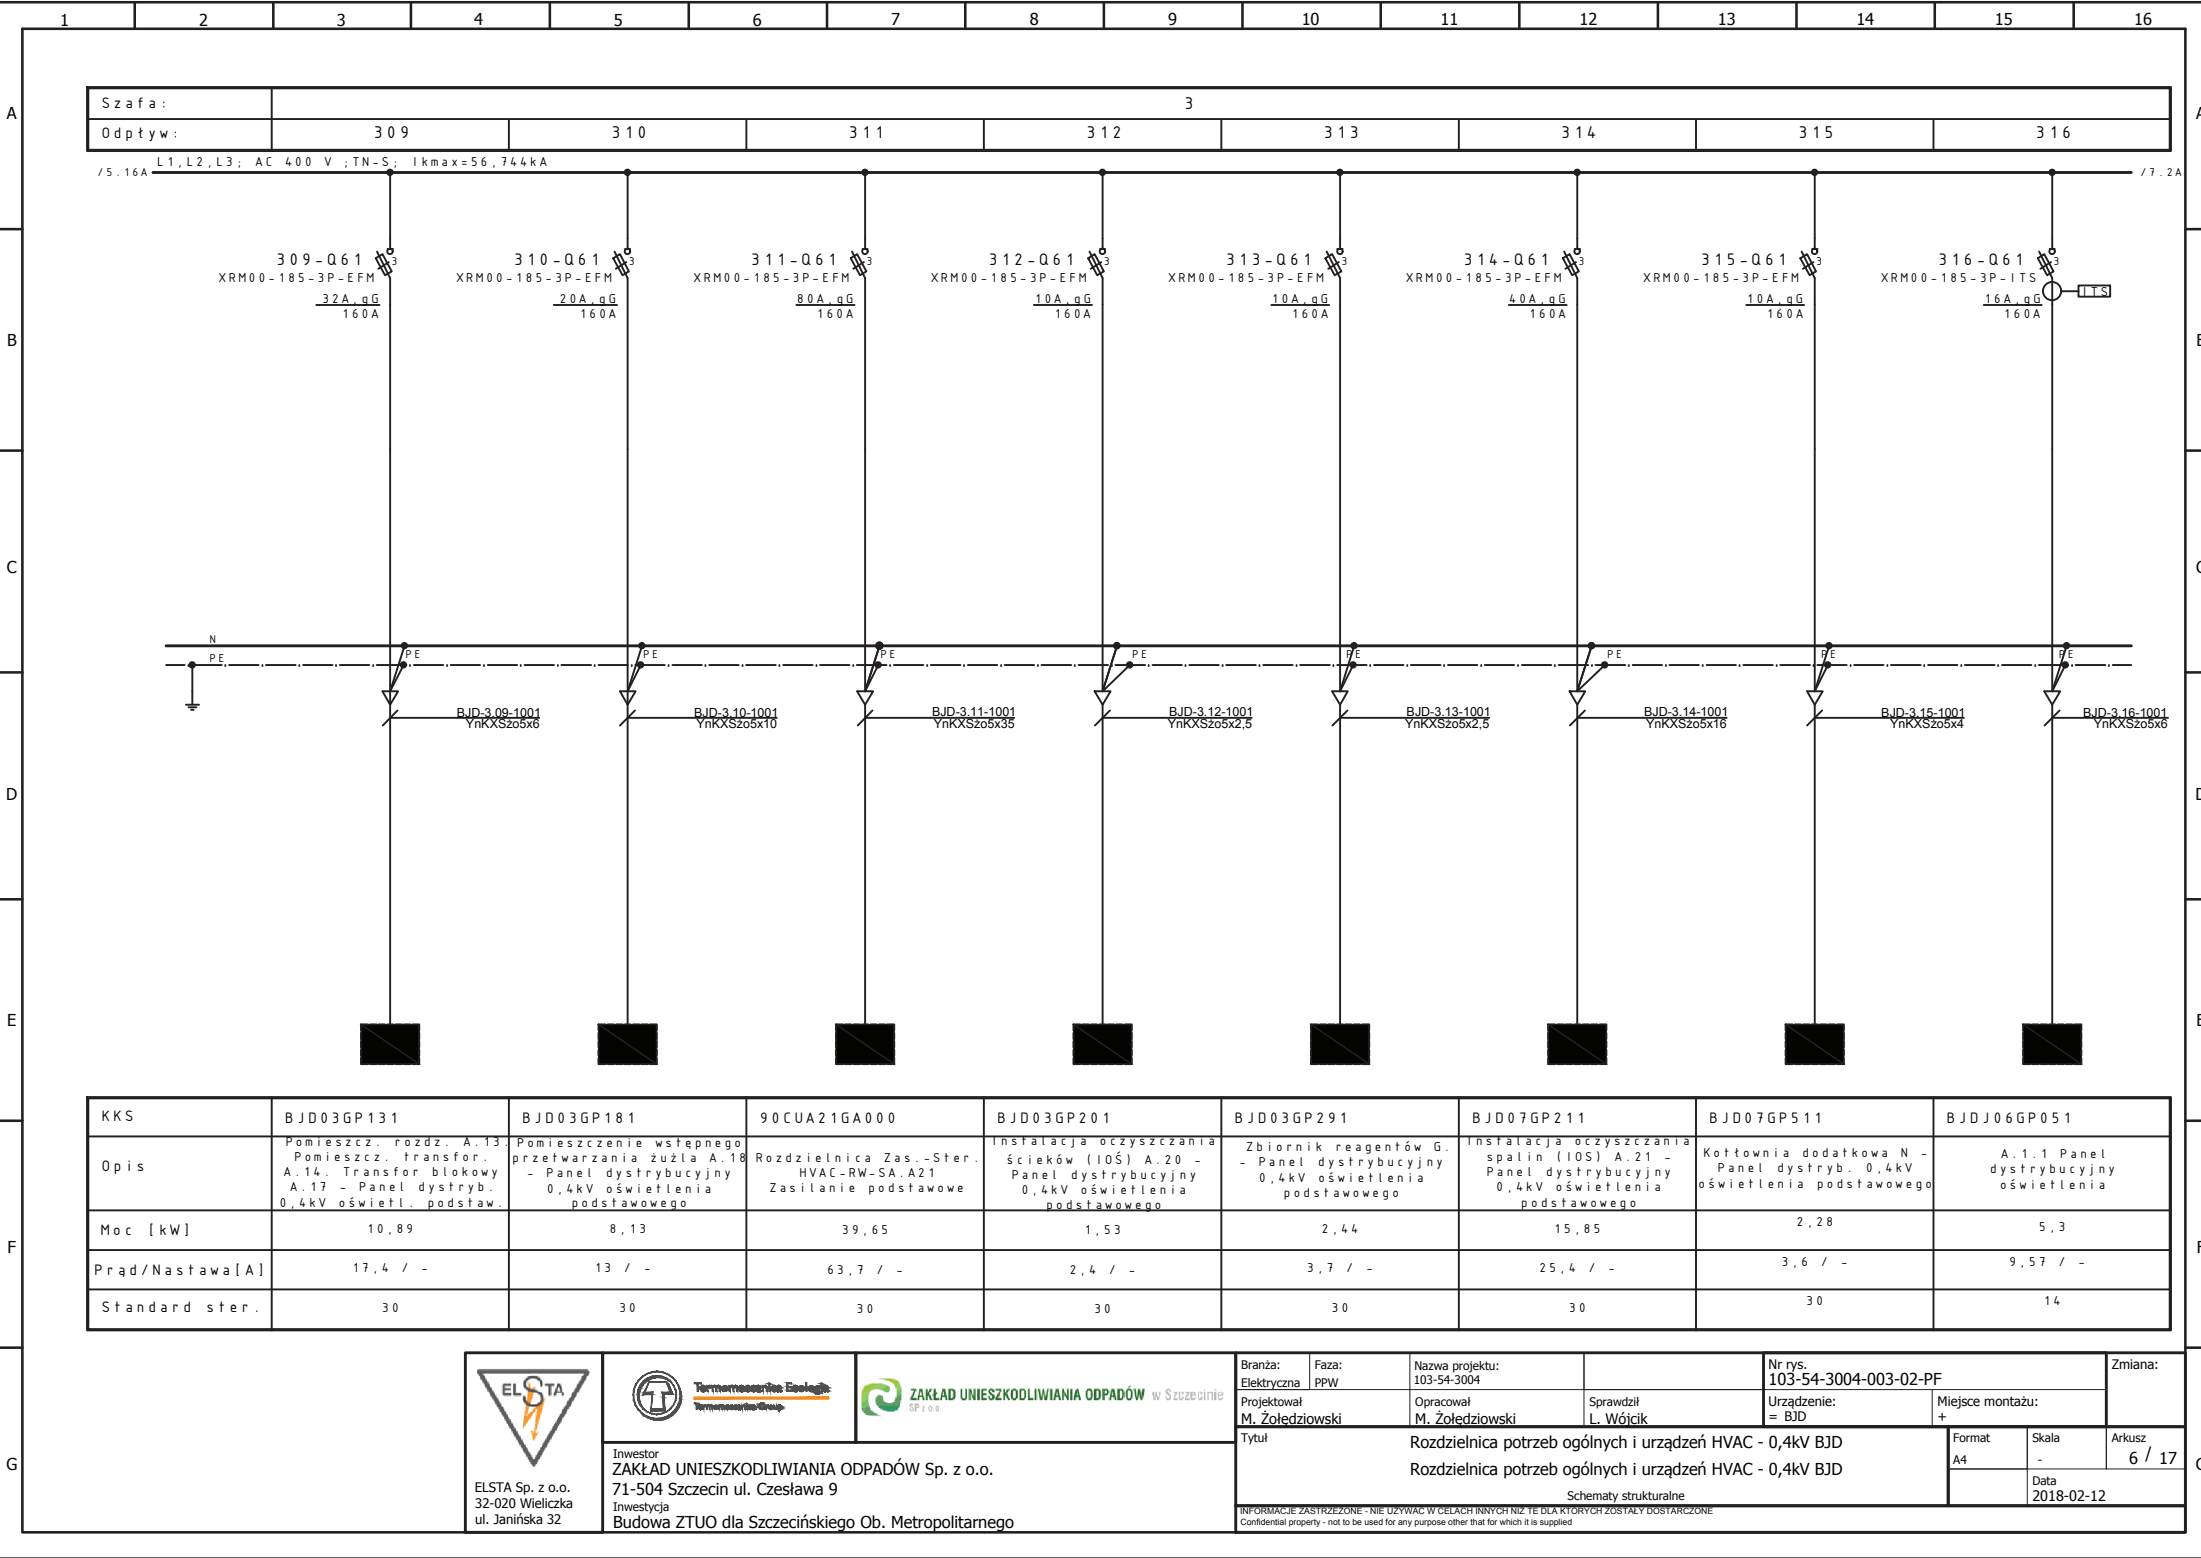 1 2 3 4 5 6 7 8 9 10 11 12 13 14 15 16
A
Szafa: 3
Odpływ: 309 310 311 312 313 314 315 316
L1,L2,L3; AC 400 V ;TN-S; Ikmax=56,744kA
/5.16A /7.2A
309-Q61 3 310-Q61 3 311-Q61 3 312-Q61 3 313-Q61 3 314-Q61 3 315-Q61 3 316-Q61 3
XRM00-185-3P-EFM XRM00-185-3P-EFM XRM00-185-3P-EFM XRM00-185-3P-EFM XRM00-185-3P-EFM XRM00-185-3P-EFM XRM00-185-3P-EFM XRM00-185-3P-ITS
32A,gG 20A,gG 80A,gG 10A,gG 10A,gG 40A,gG 10A,gG 16A,gG ITS
160A 160A 160A 160A 160A 160A 160A 160A
B
C
N
PE PE PE PE PE PE PE PE PE
BJD-3.09-1001 BJD-3.10-1001 BJD-3.11-1001 BJD-3.12-1001 BJD-3.13-1001 BJD-3.14-1001 BJD-3.15-1001 BJD-3.16-1001
YnKXSżo5x6 YnKXSżo5x10 YnKXSżo5x35 YnKXSżo5x2,5 YnKXSżo5x2,5 YnKXSżo5x16 YnKXSżo5x4 YnKXSżo5x6
D
E
KKS BJD03GP131 BJD03GP181 90CUA21GA000 BJD03GP201 BJD03GP291 BJD07GP211 BJD07GP511 BJDJ06GP051
Opis
Pomieszcz. rozdz. A.13.
Pomieszcz. transfor.
A.14. Transfor blokowy
A.17 - Panel dystryb.
0,4kV oświetl. podstaw.
Pomieszczenie wstępnego
przetwarzania żużla A.18
- Panel dystrybucyjny
0,4kV oświetlenia
podstawowego
Rozdzielnica Zas.-Ster.
HVAC-RW-SA.A21
Zasilanie podstawowe
Instalacja oczyszczania
ścieków (IOŚ) A.20 -
Panel dystrybucyjny
0,4kV oświetlenia
podstawowego
Zbiornik reagentów G.
- Panel dystrybucyjny
0,4kV oświetlenia
podstawowego
Instalacja oczyszczania
spalin (IOS) A.21 -
Panel dystrybucyjny
0,4kV oświetlenia
podstawowego
Kotłownia dodatkowa N -
Panel dystryb. 0,4kV
oświetlenia podstawowego
A.1.1 Panel
dystrybucyjny
oświetlenia
F
Moc [kW] 10,89 8,13 39,65 1,53 2,44 15,85 2,28 5,3
Prąd/Nastawa[A] 17,4 / - 13 / - 63,7 / - 2,4 / - 3,7 / - 25,4 / - 3,6 / - 9,57 / -
Standard ster. 30 30 30 30 30 30 30 14
G
ELSTA
ELSTA Sp. z o.o.
32-020 Wieliczka
ul. Janińska 32
Termomeccanica Ecologia
Termomeccanica Group
ZAKŁAD UNIESZKODLIWIANIA ODPADÓW w Szczecinie
SP z o.o.
Inwestor
ZAKŁAD UNIESZKODLIWIANIA ODPADÓW Sp. z o.o.
71-504 Szczecin ul. Czesława 9
Inwestycja
Budowa ZTUO dla Szczecińskiego Ob. Metropolitarnego
Branża: Faza: Nazwa projektu: Nr rys. Zmiana:
Elektryczna PPW 103-54-3004 103-54-3004-003-02-PF
Projektował Opracował Sprawdził Urządzenie: Miejsce montażu:
M. Żołędziowski M. Żołędziowski L. Wójcik = BJD +
Tytuł
Rozdzielnica potrzeb ogólnych i urządzeń HVAC - 0,4kV BJD
Rozdzielnica potrzeb ogólnych i urządzeń HVAC - 0,4kV BJD
Schematy strukturalne
Format Skala Arkusz
A4 - 6 / 17
Data
2018-02-12
INFORMACJE ZASTRZEŻONE - NIE UŻYWAĆ W CELACH INNYCH NIŻ TE DLA KTÓRYCH ZOSTAŁY DOSTARCZONE
Confidential property - not to be used for any purpose other that for which it is supplied